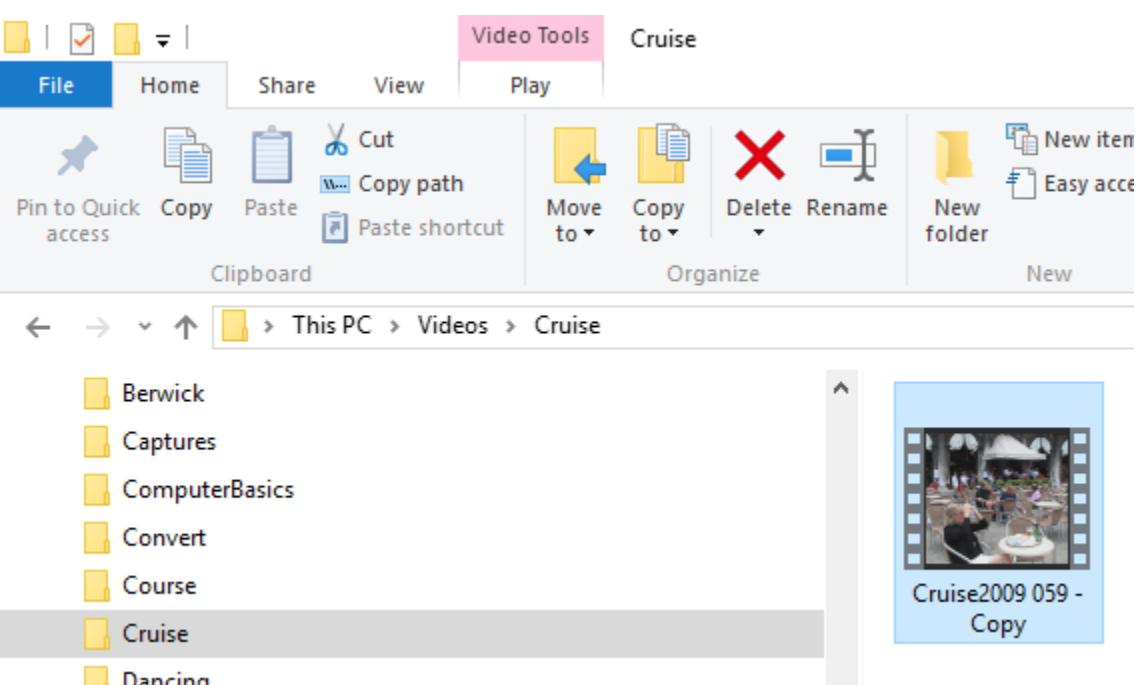 Video Tools
Cruise
File
Home
Share
View
Play
Pin to Quick
access
Copy
Paste
Cut
Copy path
Paste shortcut
Clipboard
Move
to
Copy
to
Delete
Rename
Organize
New
folder
New item
Easy acce
New
This PC
Videos
Cruise
Berwick
Captures
ComputerBasics
Convert
Course
Cruise
Dancing
Cruise2009 059 -
Copy